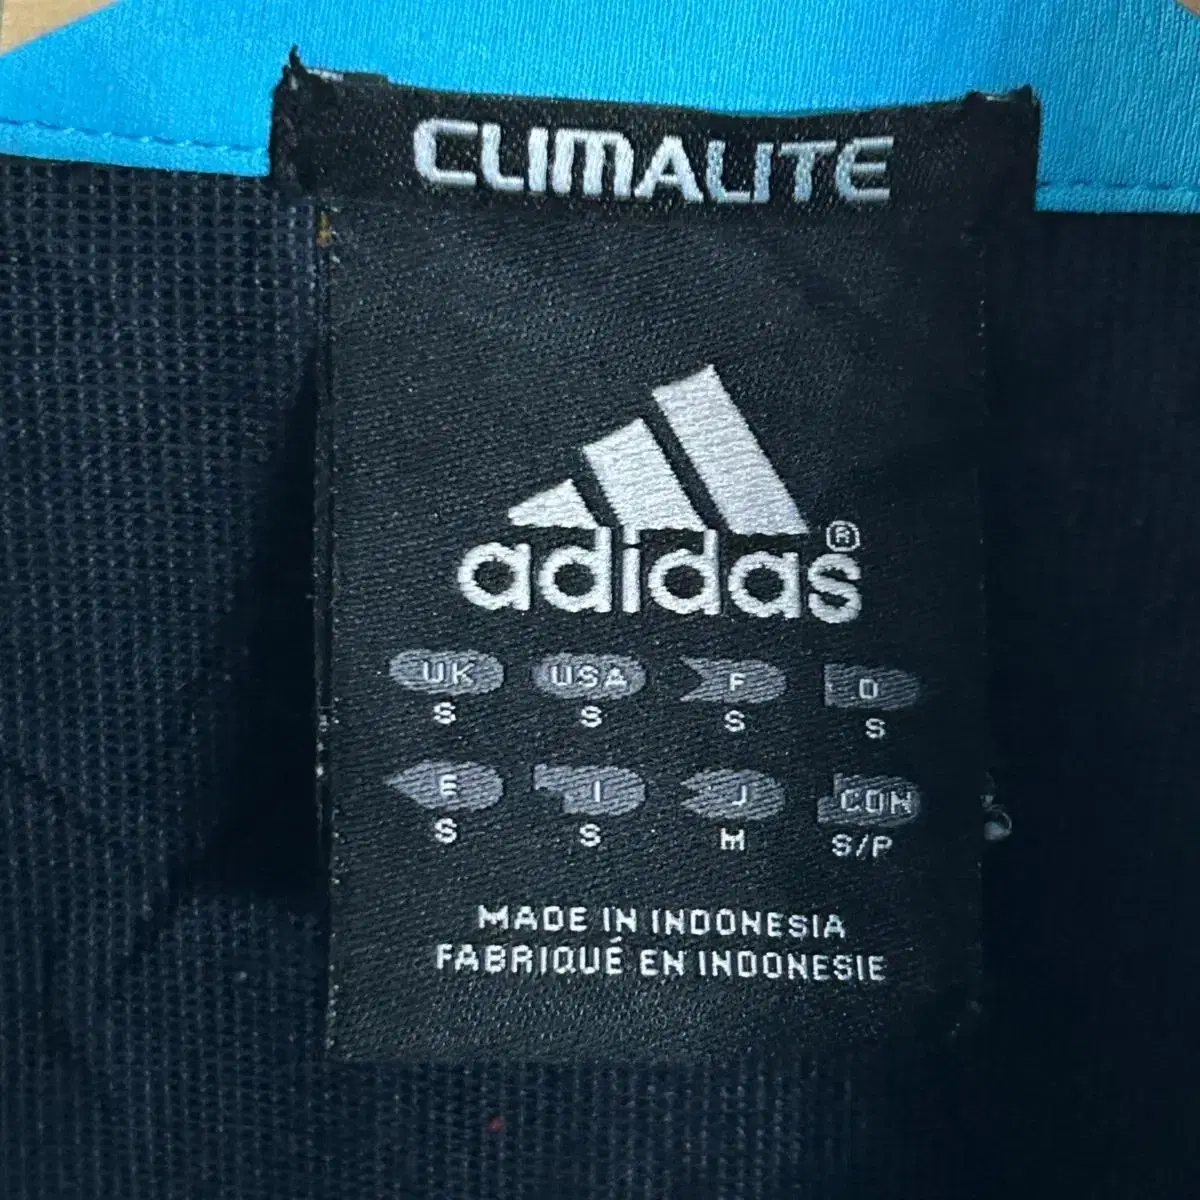 CLIMALITE
adidas®
UK USA F D
S S S S
E I J CON
S S M S/P
MADE IN INDONESIA
FABRIQUÉ EN INDONESIE